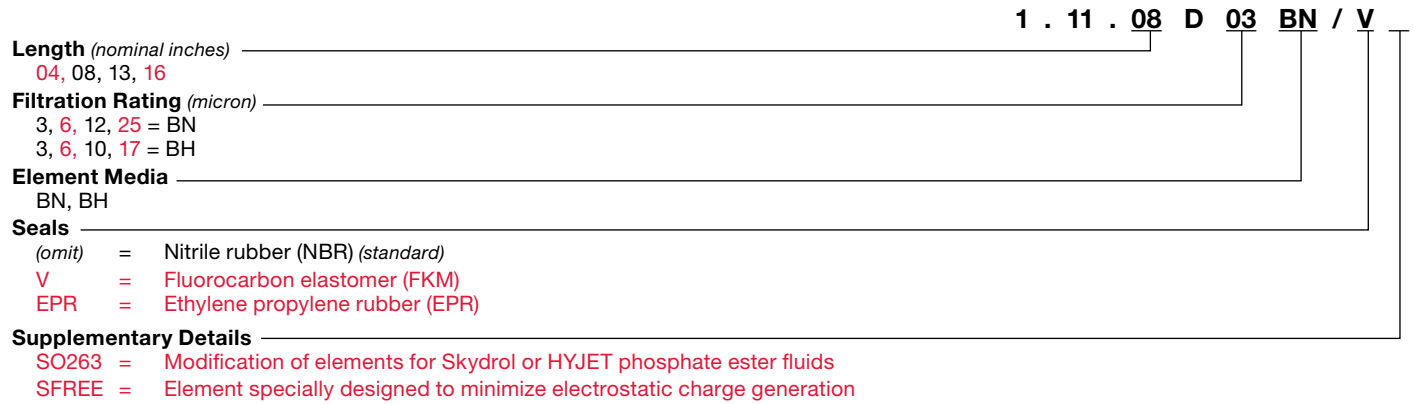 1 . 11 . 08 D 03 BN / V
Length (nominal inches)
04, 08, 13, 16
Filtration Rating (micron)
3, 6, 12, 25 = BN
3, 6, 10, 17 = BH
Element Media
BN, BH
Seals
(omit) = Nitrile rubber (NBR) (standard)
V = Fluorocarbon elastomer (FKM)
EPR = Ethylene propylene rubber (EPR)
Supplementary Details
SO263 = Modification of elements for Skydrol or HYJET phosphate ester fluids
SFREE = Element specially designed to minimize electrostatic charge generation